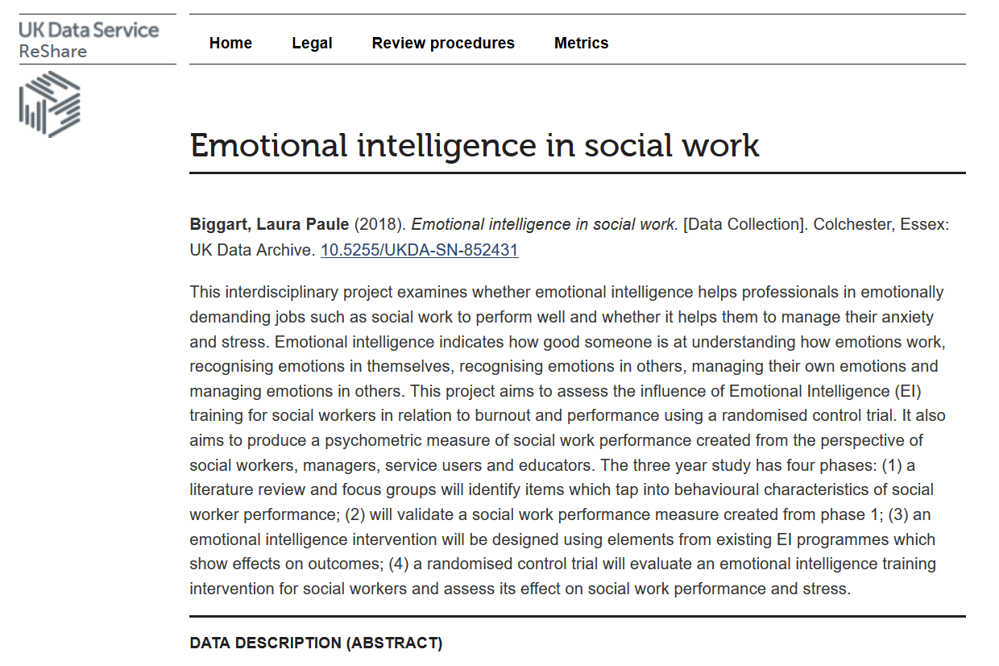 UK Data Service
ReShare
Home Legal Review procedures Metrics
Emotional intelligence in social work
Biggart, Laura Paule (2018). Emotional intelligence in social work. [Data Collection]. Colchester, Essex:
UK Data Archive. 10.5255/UKDA-SN-852431
This interdisciplinary project examines whether emotional intelligence helps professionals in emotionally
demanding jobs such as social work to perform well and whether it helps them to manage their anxiety
and stress. Emotional intelligence indicates how good someone is at understanding how emotions work,
recognising emotions in themselves, recognising emotions in others, managing their own emotions and
managing emotions in others. This project aims to assess the influence of Emotional Intelligence (EI)
training for social workers in relation to burnout and performance using a randomised control trial. It also
aims to produce a psychometric measure of social work performance created from the perspective of
social workers, managers, service users and educators. The three year study has four phases: (1) a
literature review and focus groups will identify items which tap into behavioural characteristics of social
worker performance; (2) will validate a social work performance measure created from phase 1; (3) an
emotional intelligence intervention will be designed using elements from existing EI programmes which
show effects on outcomes; (4) a randomised control trial will evaluate an emotional intelligence training
intervention for social workers and assess its effect on social work performance and stress.
DATA DESCRIPTION (ABSTRACT)